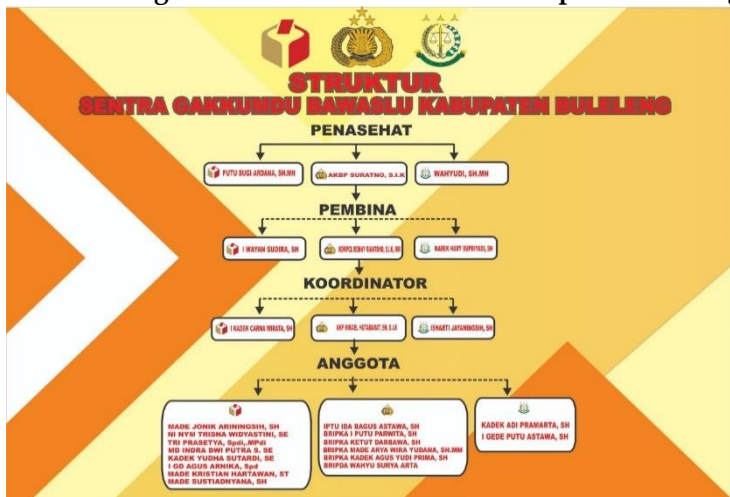 STRUKTUR
SENTRA GAKKUMDU BAWASLU KABUPATEN BULELENG
PENASEHAT
PUTU SUGI ARDANA, SH.MH
AKBP SURATNO, S.I.K
WAHYUDI, SH.MH
PEMBINA
I WAYAN SUDIRA, SH
KADEK HARY SUPRIYADI, SH
KOORDINATOR
I KADEK CARNA WIRATA, SH
ISNARTI JAYANINGSIH, SH
ANGGOTA
MADE JONIK ARININGSIH, SH
NI NYM TRISNA WIDYASTINI, SE
TRI PRASETYA, Spdi,.MPdi
MD INDRA DWI PUTRA S. SE
KADEK YUDHA SUTARDI, SE
I GD AGUS ARNIKA, Spd
MADE KRISTIAN HARTAWAN, ST
MADE SUSTIADNYANA, SH
IPTU IDA BAGUS ASTAWA, SH
BRIPKA I PUTU PARWITA, SH
BRIPKA KETUT DARBAWA, SH
BRIPKA MADE ARYA WIRA YUDANA, SH.MM
BRIPKA KADEK AGUS YUDI PRIMA, SH
BRIPDA WAHYU SURYA ARTA
KADEK ADI PRAMARTA, SH
I GEDE PUTU ASTAWA, SH